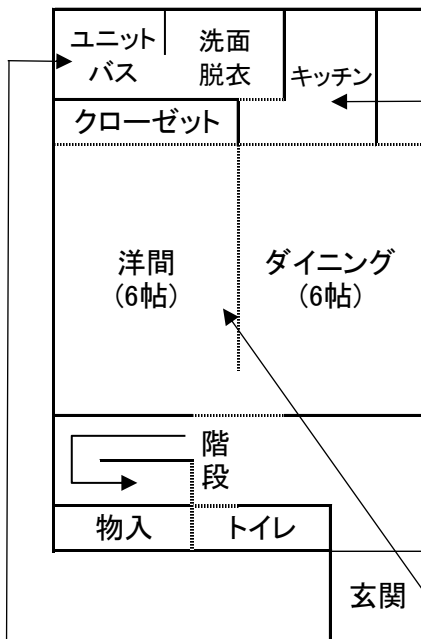 ユニット
バス
洗面
脱衣
キッチン
クローゼット
洋間
(6帖)
ダイニング
(6帖)
階
段
物入
トイレ
玄関